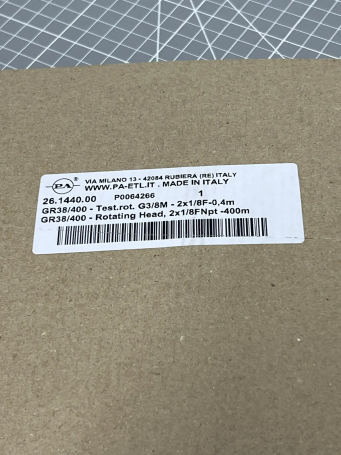 PA ®
VIA MILANO 13 - 42084 RUBIERA (RE) ITALY
WWW.PA-ETL.IT . MADE IN ITALY
26.1440.00 P0064266 1
GR38/400 - Test.rot. G3/8M - 2x1/8F-0,4m
GR38/400 - Rotating Head, 2x1/8FNpt -400m